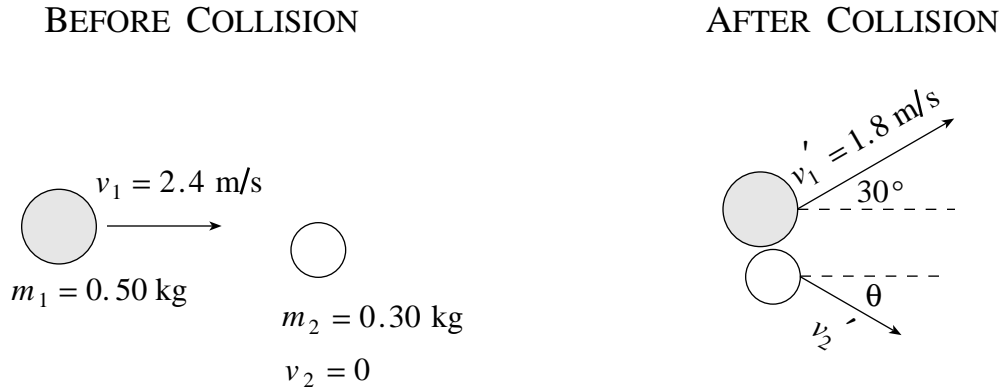 BEFORE COLLISION
AFTER COLLISION
v₁ = 2.4 m/s
m₁ = 0.50 kg
m₂ = 0.30 kg
v₂ = 0
v₁′ = 1.8 m/s
30°
θ
v₂′